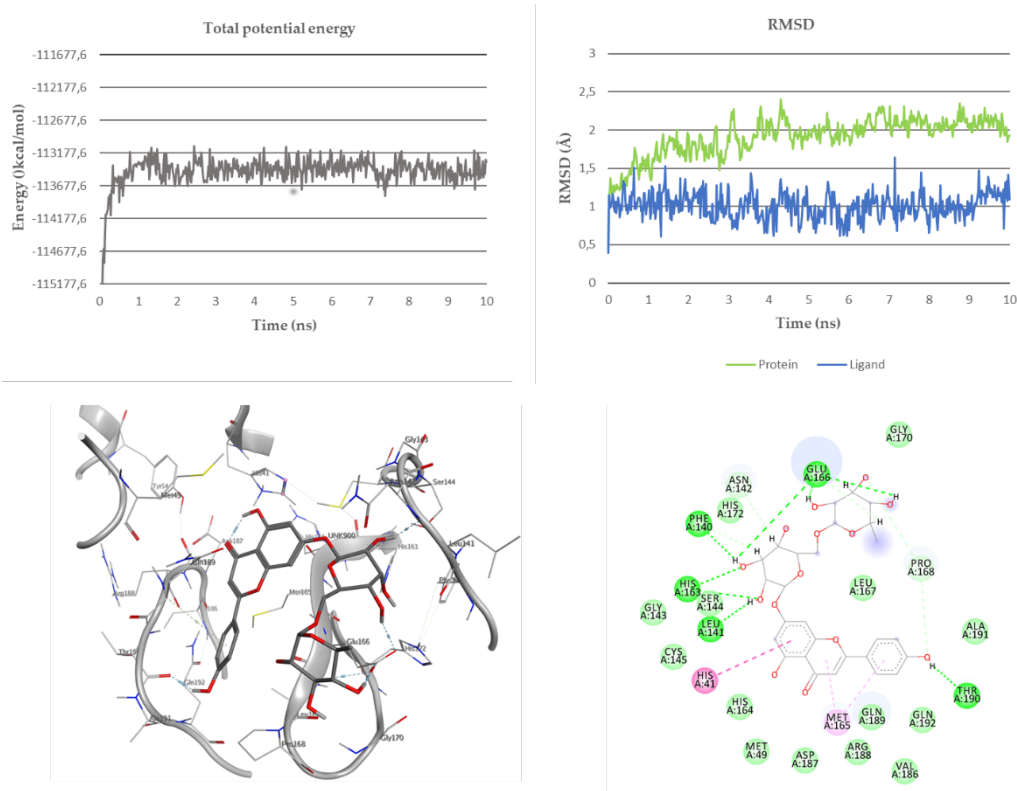 Total potential energy
Energy ()kcal/mol)
-111677,6
-112177,6
-112677,6
-113177,6
-113677,6
-114177,6
-114677,6
-115177,6
0 1 2 3 4 5 6 7 8 9 10
Time (ns)
RMSD
RMSD (Å)
3
2,5
2
1,5
1
0,5
0
0 1 2 3 4 5 6 7 8 9 10
Time (ns)
Protein Ligand
Gly143
Ser144
Met49
Leu141
UNK900
Glu166
Gln192
Pro168
Gly170
GLY
A:170
GLU
A:166
ASN
A:142
HIS
A:172
PHE
A:140
PRO
A:168
HIS
A:163
SER
A:144
LEU
A:167
GLY
A:143
LEU
A:141
ALA
A:191
CYS
A:145
HIS
A:41
THR
A:190
HIS
A:164
MET
A:165
GLN
A:189
GLN
A:192
MET
A:49
ASP
A:187
ARG
A:188
VAL
A:186
H H H H H H H H H
O O O O O O O O O O O O O O